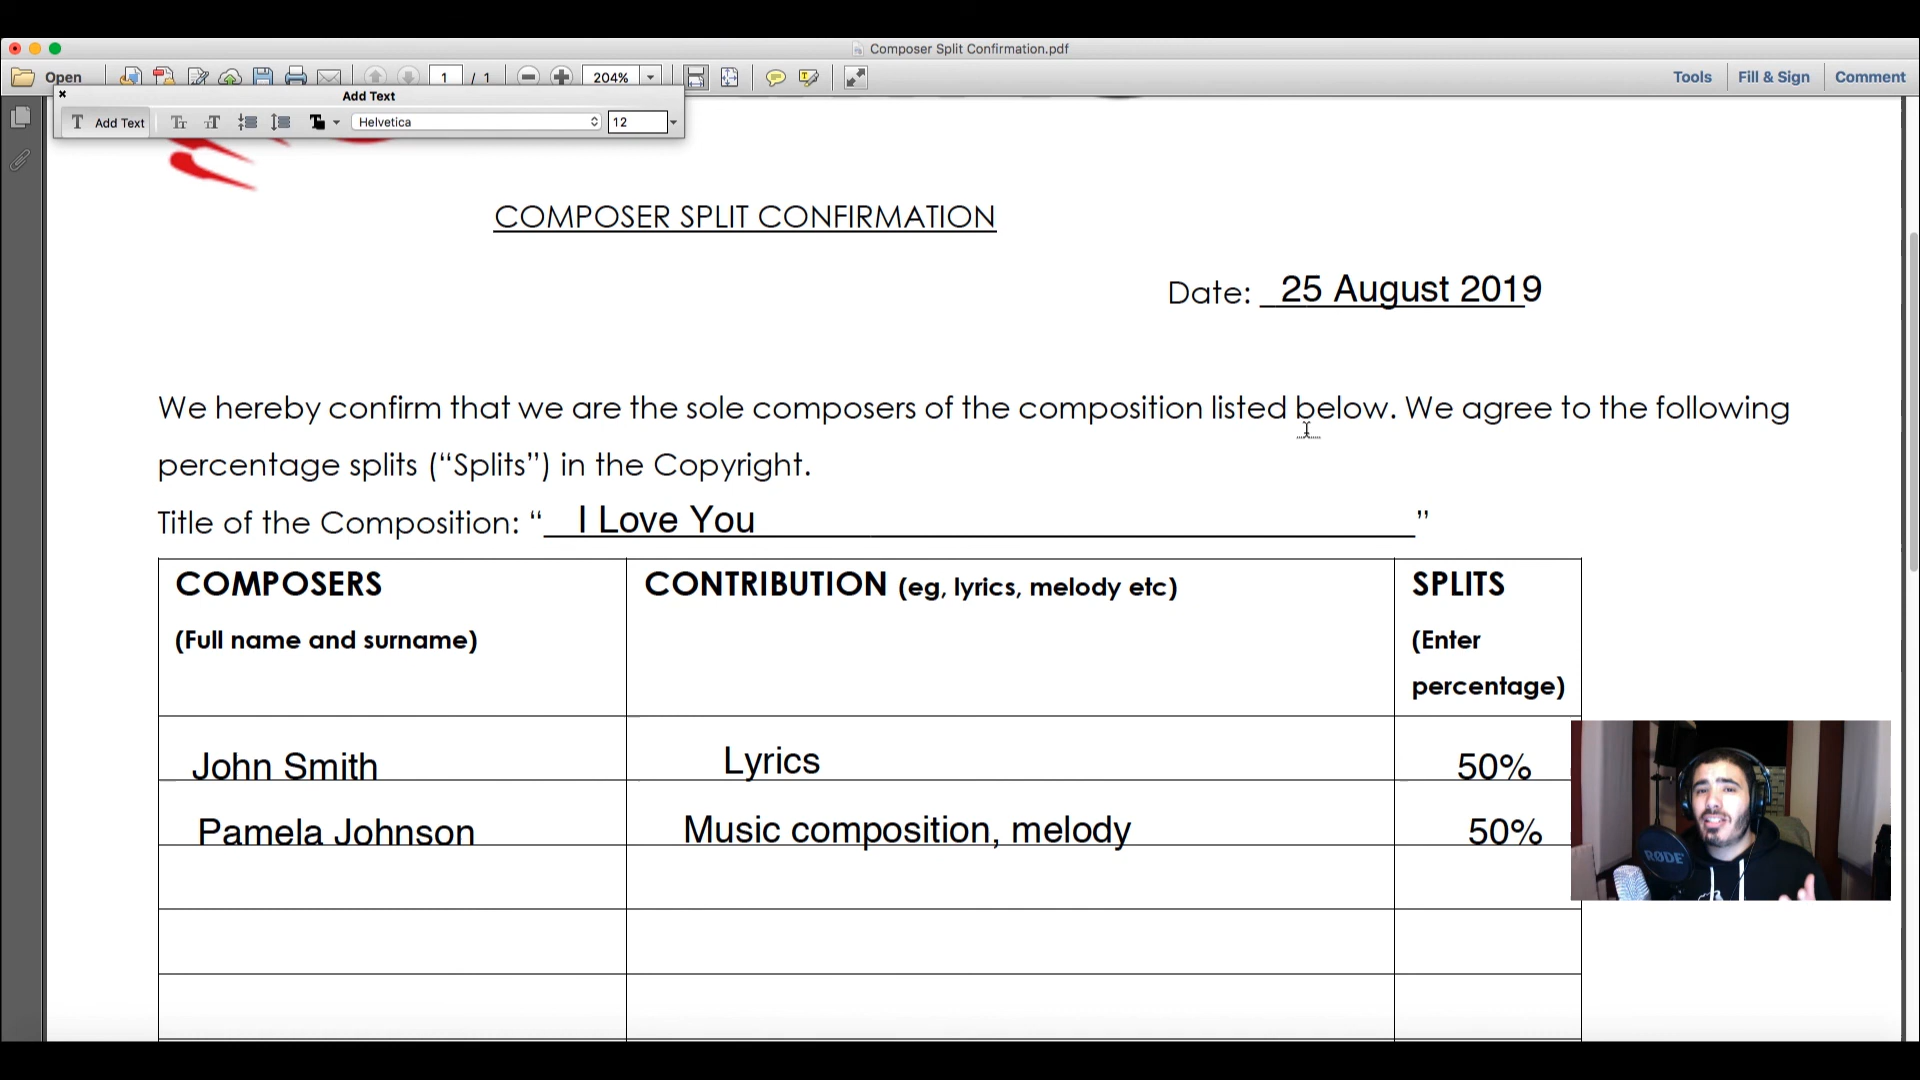 Composer Split Confirmation.pdf
Open
1 / 1
204%
Tools
Fill & Sign
Comment
Add Text
T Add Text
Helvetica
12
COMPOSER SPLIT CONFIRMATION
Date: 25 August 2019
We hereby confirm that we are the sole composers of the composition listed below. We agree to the following
percentage splits (“Splits”) in the Copyright.
Title of the Composition: “ I Love You ”
COMPOSERS
(Full name and surname)
CONTRIBUTION (eg, lyrics, melody etc)
SPLITS
(Enter
percentage)
John Smith
Lyrics
50%
Pamela Johnson
Music composition, melody
50%
RØDE